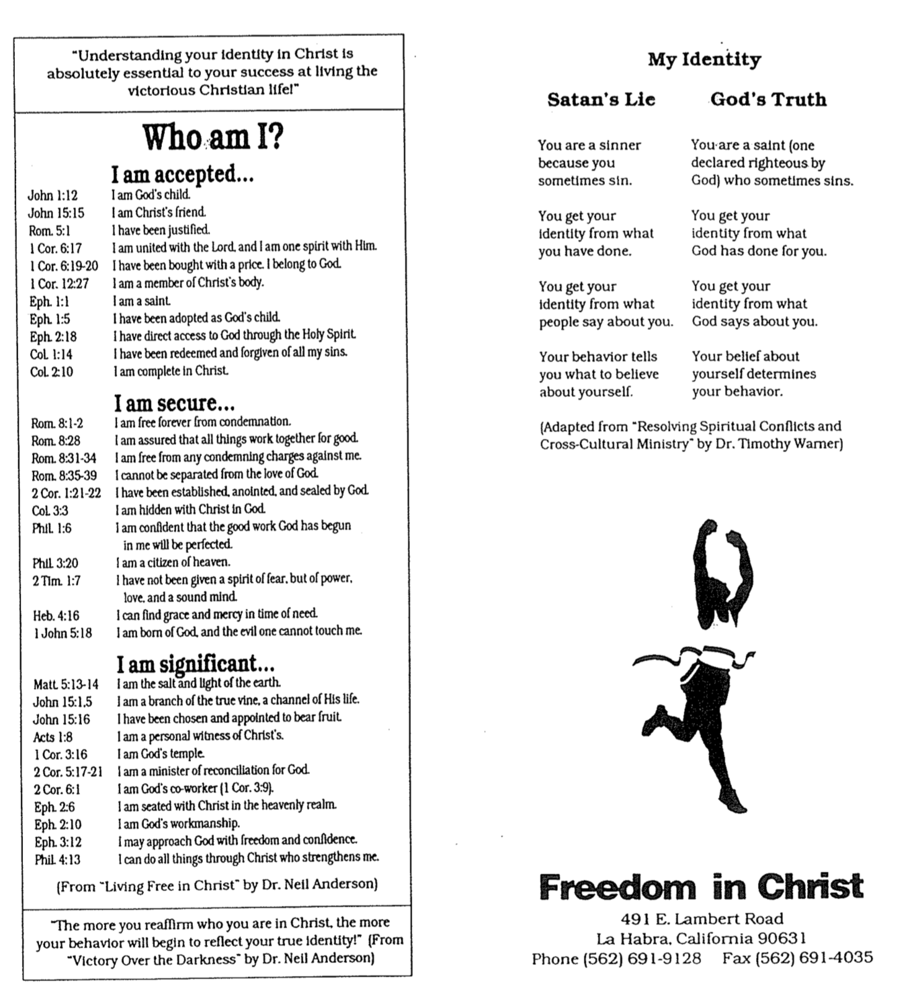 "Understanding your identity in Christ is
absolutely essential to your success at living the
victorious Christian life!"
Who am I?
I am accepted...
John 1:12 I am God's child.
John 15:15 I am Christ's friend.
Rom. 5:1 I have been justified.
1 Cor. 6:17 I am united with the Lord, and I am one spirit with Him.
1 Cor. 6:19-20 I have been bought with a price. I belong to God.
1 Cor. 12:27 I am a member of Christ's body.
Eph. 1:1 I am a saint.
Eph. 1:5 I have been adopted as God's child.
Eph. 2:18 I have direct access to God through the Holy Spirit.
Col. 1:14 I have been redeemed and forgiven of all my sins.
Col. 2:10 I am complete in Christ.
I am secure...
Rom. 8:1-2 I am free forever from condemnation.
Rom. 8:28 I am assured that all things work together for good.
Rom. 8:31-34 I am free from any condemning charges against me.
Rom. 8:35-39 I cannot be separated from the love of God.
2 Cor. 1:21-22 I have been established, anointed, and sealed by God.
Col. 3:3 I am hidden with Christ in God.
Phil. 1:6 I am confident that the good work God has begun
in me will be perfected.
Phil. 3:20 I am a citizen of heaven.
2 Tim. 1:7 I have not been given a spirit of fear, but of power,
love, and a sound mind.
Heb. 4:16 I can find grace and mercy in time of need.
1 John 5:18 I am born of God, and the evil one cannot touch me.
I am significant...
Matt. 5:13-14 I am the salt and light of the earth.
John 15:1,5 I am a branch of the true vine, a channel of His life.
John 15:16 I have been chosen and appointed to bear fruit.
Acts 1:8 I am a personal witness of Christ's.
1 Cor. 3:16 I am God's temple.
2 Cor. 5:17-21 I am a minister of reconciliation for God.
2 Cor. 6:1 I am God's co-worker (1 Cor. 3:9).
Eph. 2:6 I am seated with Christ in the heavenly realm.
Eph. 2:10 I am God's workmanship.
Eph. 3:12 I may approach God with freedom and confidence.
Phil. 4:13 I can do all things through Christ who strengthens me.
(From "Living Free in Christ" by Dr. Neil Anderson)
"The more you reaffirm who you are in Christ, the more
your behavior will begin to reflect your true identity!" (From
"Victory Over the Darkness" by Dr. Neil Anderson)
My Identity
Satan's Lie God's Truth
You are a sinner
because you
sometimes sin.
You are a saint (one
declared righteous by
God) who sometimes sins.
You get your
identity from what
you have done.
You get your
identity from what
God has done for you.
You get your
identity from what
people say about you.
You get your
identity from what
God says about you.
Your behavior tells
you what to believe
about yourself.
Your belief about
yourself determines
your behavior.
(Adapted from "Resolving Spiritual Conflicts and
Cross-Cultural Ministry" by Dr. Timothy Warner)
Freedom in Christ
491 E. Lambert Road
La Habra, California 90631
Phone (562) 691-9128 Fax (562) 691-4035